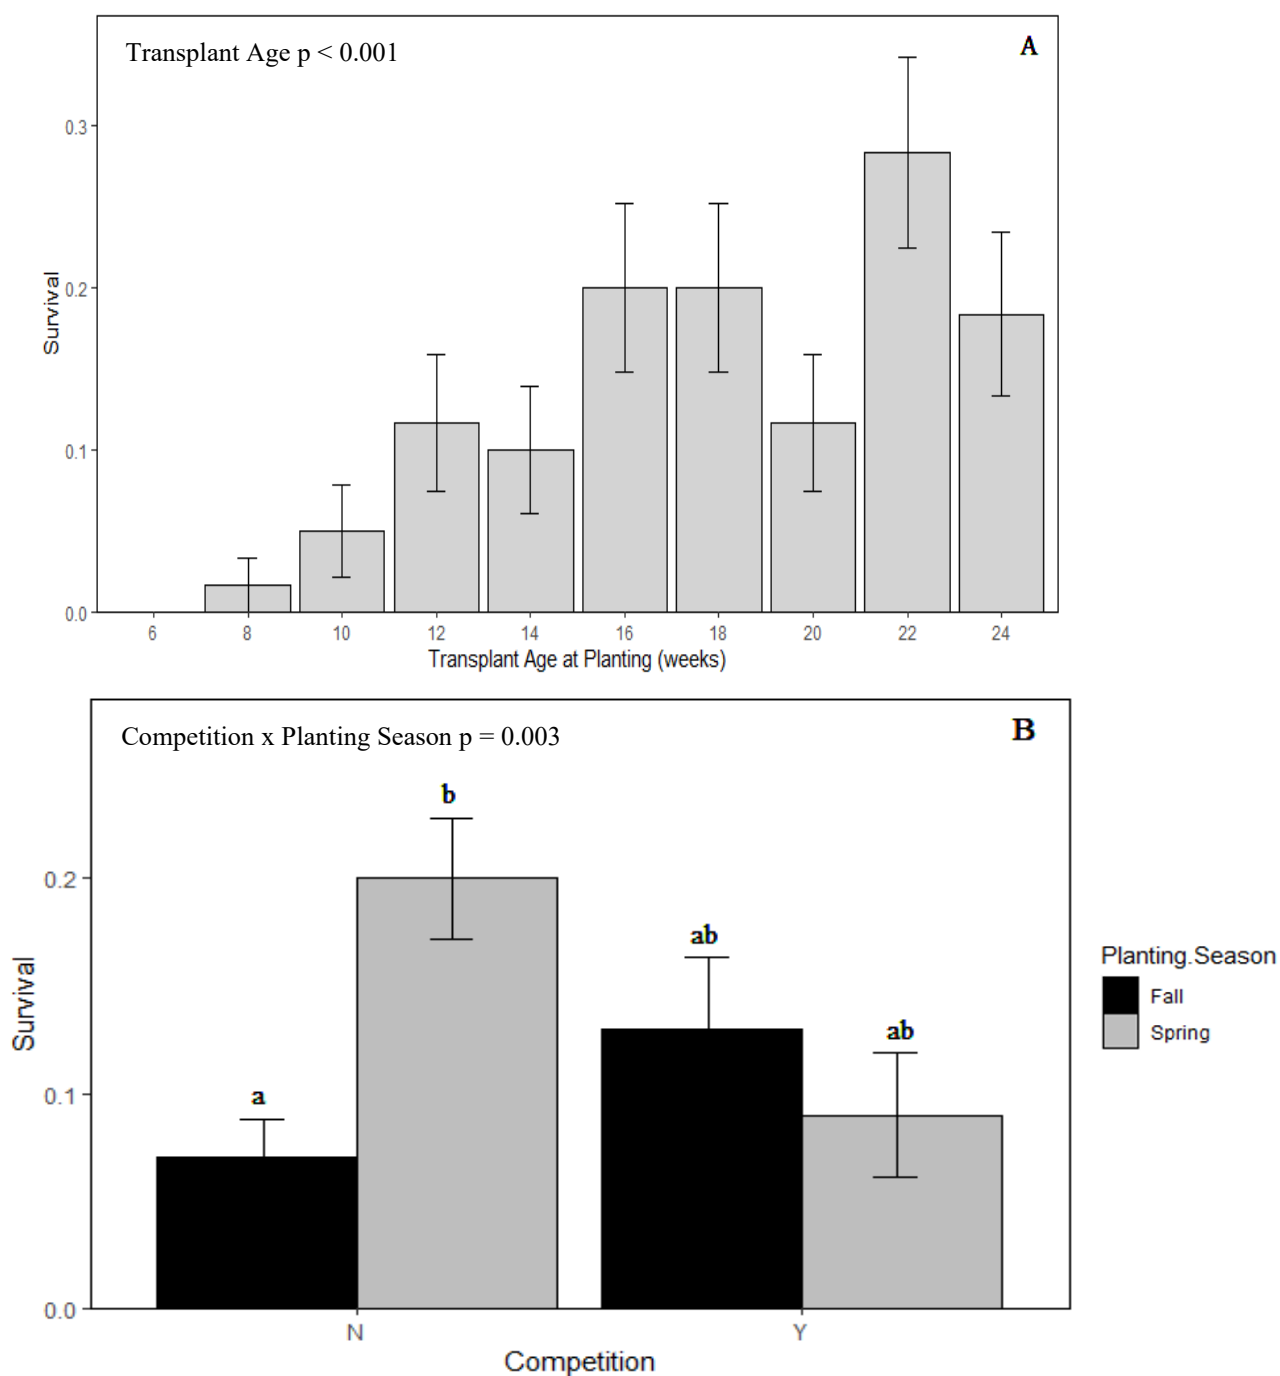 Transplant Age p < 0.001
A
0.3
0.2
0.1
0.0
Survival
6 8 10 12 14 16 18 20 22 24
Transplant Age at Planting (weeks)
Competition x Planting Season p = 0.003
B
b
a
ab
ab
0.2
0.1
0.0
Survival
N Y
Competition
Planting.Season
Fall
Spring